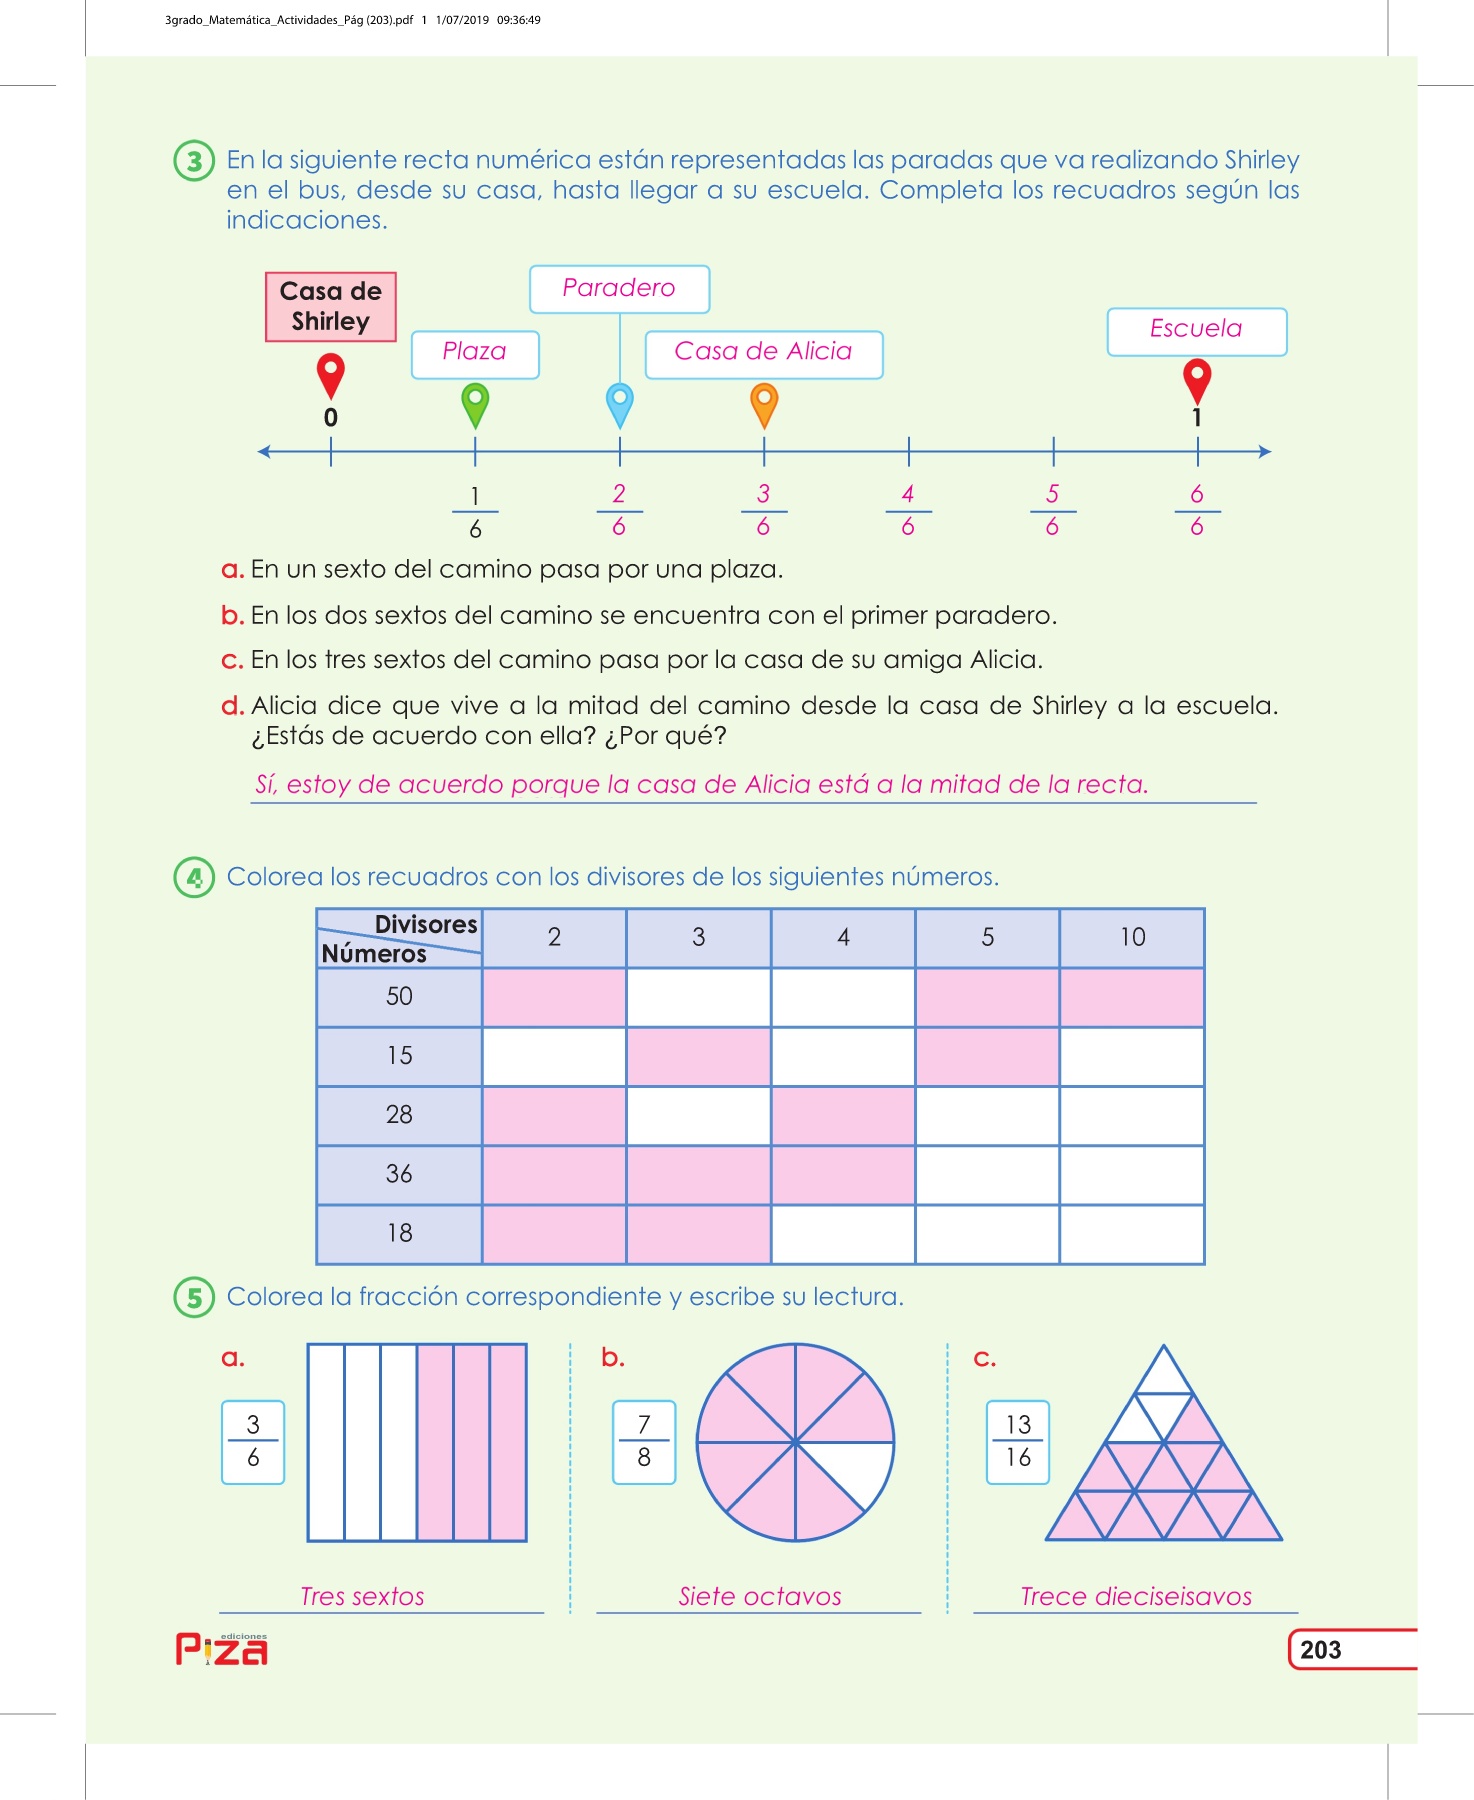 3grado_Matemática_Actividades_Pág (203).pdf 1 1/07/2019 09:36:49
3 En la siguiente recta numérica están representadas las paradas que va realizando Shirley
en el bus, desde su casa, hasta llegar a su escuela. Completa los recuadros según las
indicaciones.
Casa de
Shirley
Paradero
Plaza
Casa de Alicia
Escuela
0 1
1 2 3 4 5 6
6 6 6 6 6 6
a. En un sexto del camino pasa por una plaza.
b. En los dos sextos del camino se encuentra con el primer paradero.
c. En los tres sextos del camino pasa por la casa de su amiga Alicia.
d. Alicia dice que vive a la mitad del camino desde la casa de Shirley a la escuela.
¿Estás de acuerdo con ella? ¿Por qué?
Sí, estoy de acuerdo porque la casa de Alicia está a la mitad de la recta.
4 Colorea los recuadros con los divisores de los siguientes números.
Divisores
Números
2 3 4 5 10
50
15
28
36
18
5 Colorea la fracción correspondiente y escribe su lectura.
a. b. c.
3 7 13
6 8 16
Tres sextos Siete octavos Trece dieciseisavos
ediciones
Piza
203